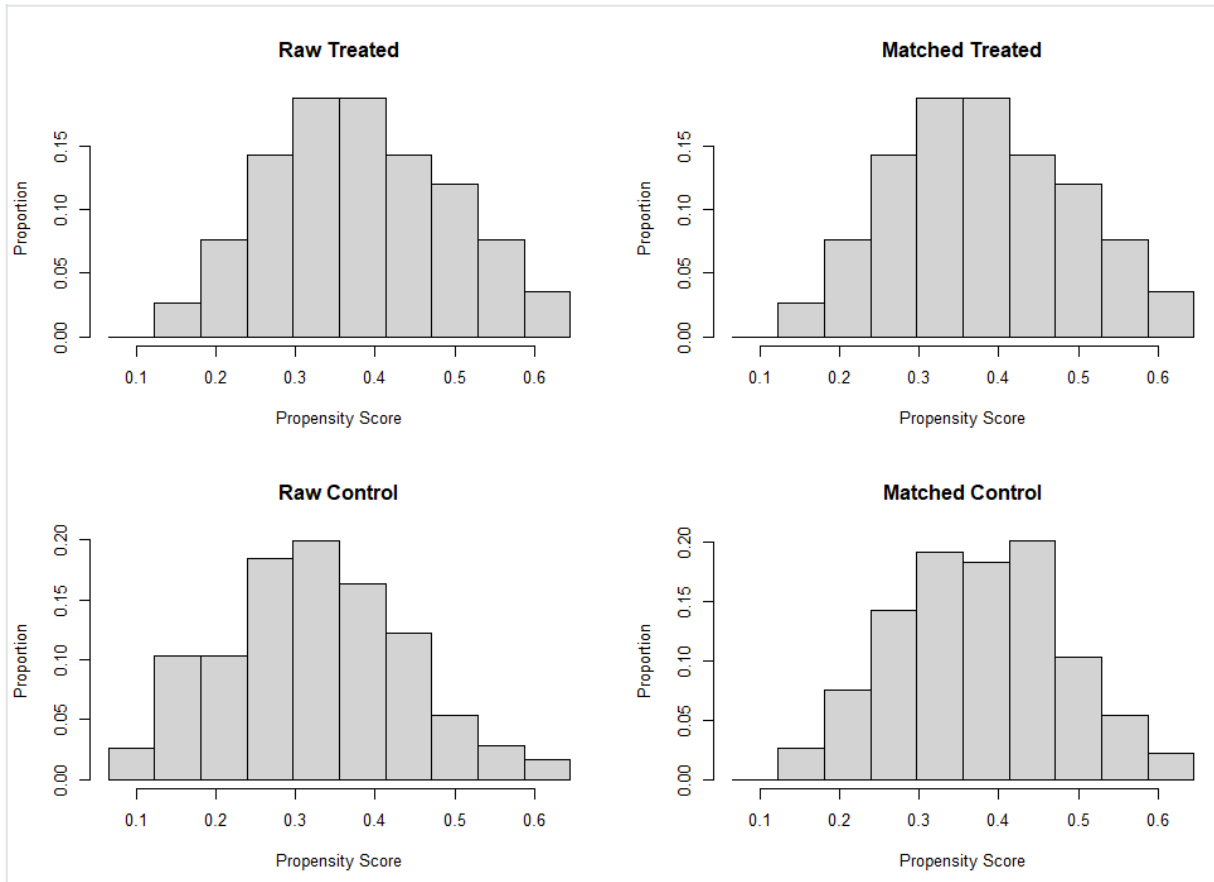 Raw Treated
Proportion
0.00 0.05 0.10 0.15
0.1 0.2 0.3 0.4 0.5 0.6
Propensity Score
Matched Treated
Proportion
0.00 0.05 0.10 0.15
0.1 0.2 0.3 0.4 0.5 0.6
Propensity Score
Raw Control
Proportion
0.00 0.05 0.10 0.15 0.20
0.1 0.2 0.3 0.4 0.5 0.6
Propensity Score
Matched Control
Proportion
0.00 0.05 0.10 0.15 0.20
0.1 0.2 0.3 0.4 0.5 0.6
Propensity Score